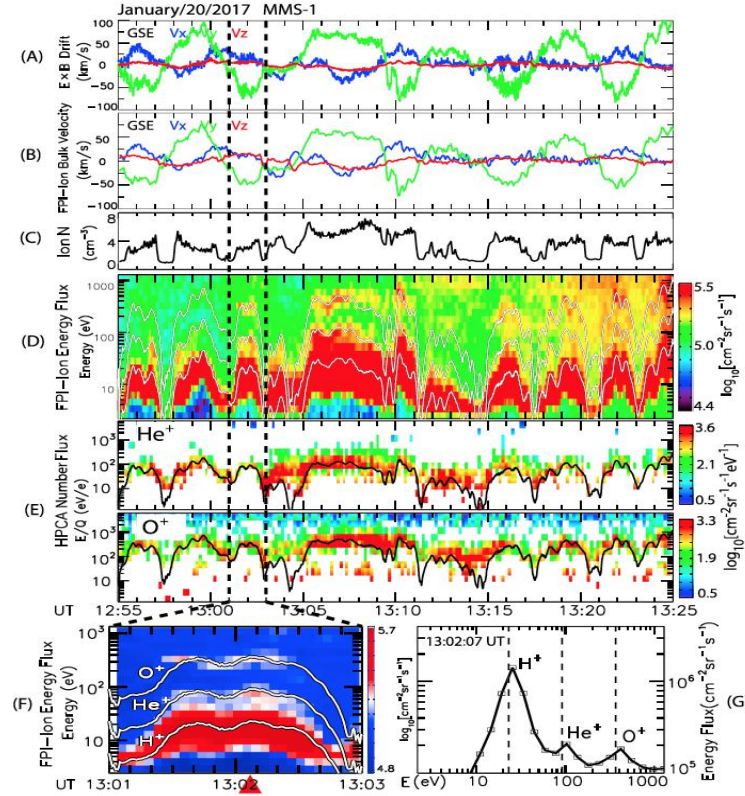 January/20/2017 MMS-1
(A)
E×B Drift
(km/s)
100
50
0
-50
-100
GSE Vx Vy Vz
(B)
FPI-Ion Bulk Velocity
(km/s)
100
50
0
-50
-100
GSE Vx Vy Vz
(C)
Ion N
(cm⁻³)
8
4
0
(D)
FPI-Ion Energy Flux
Energy (eV)
1000
100
10
5.5
5.0
4.4
log₁₀[cm⁻²sr⁻¹s⁻¹]
(E)
HPCA Number Flux
E/Q (eV/e)
He⁺
10³
10²
10¹
3.6
2.1
0.5
O⁺
10³
10²
10¹
3.3
1.9
0.5
log₁₀[cm⁻²sr⁻¹s⁻¹eV⁻¹]
UT 12:55 13:00 13:05 13:10 13:15 13:20 13:25
(F)
FPI-Ion Energy Flux
Energy (eV)
10³
10²
10
O⁺
He⁺
H⁺
5.7
4.8
log₁₀[cm⁻²sr⁻¹s⁻¹]
UT 13:01 13:02 13:03
(G)
13:02:07 UT
H⁺
He⁺
O⁺
10⁶
10⁵
Energy Flux(cm⁻²sr⁻¹s⁻¹)
E(eV) 10 100 1000